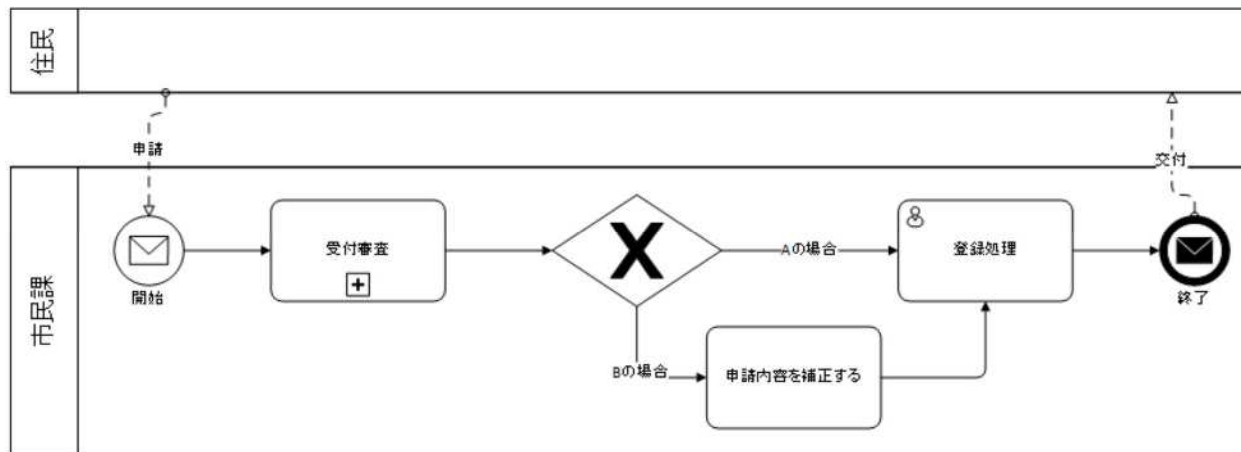 住民
申請
交付
市民課
開始
受付審査
Aの場合
登録処理
終了
Bの場合
申請内容を補正する